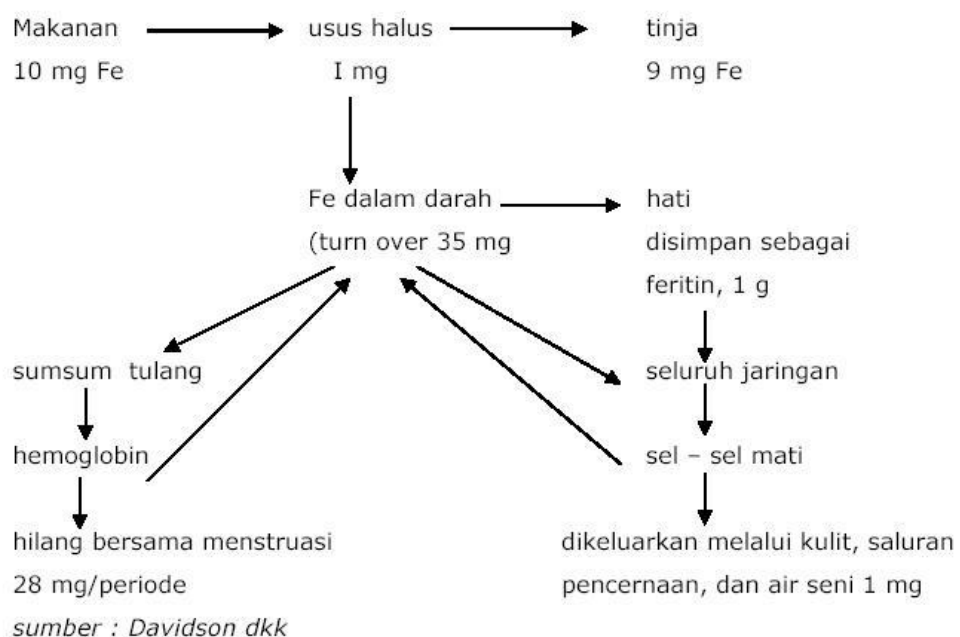 Makanan
usus halus
tinja
10 mg Fe
I mg
9 mg Fe
Fe dalam darah
hati
(turn over 35 mg
disimpan sebagai
feritin, 1 g
sumsum tulang
seluruh jaringan
hemoglobin
sel – sel mati
hilang bersama menstruasi
dikeluarkan melalui kulit, saluran
28 mg/periode
pencernaan, dan air seni 1 mg
sumber : Davidson dkk